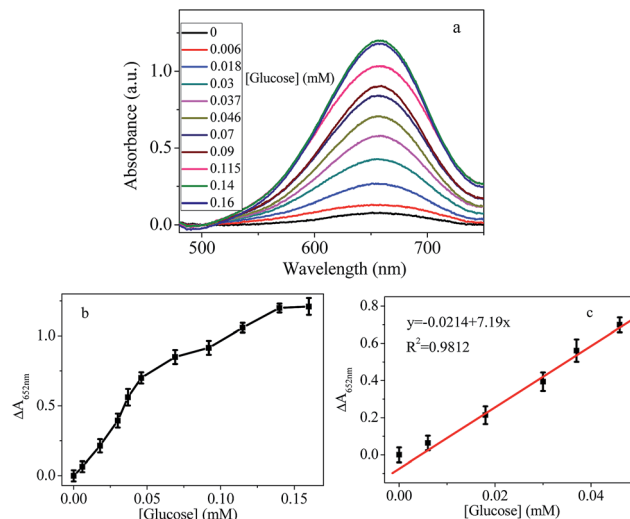 a
[Glucose] (mM)
0
0.006
0.018
0.03
0.037
0.046
0.07
0.09
0.115
0.14
0.16
Absorbance (a.u.)
1.0
0.5
0.0
500
600
700
Wavelength (nm)
b
ΔA652nm
1.0
0.5
0.0
0.00
0.05
0.10
0.15
[Glucose] (mM)
c
y=-0.0214+7.19x
R²=0.9812
ΔA652nm
0.8
0.6
0.4
0.2
0.0
0.00
0.02
0.04
[Glucose] (mM)